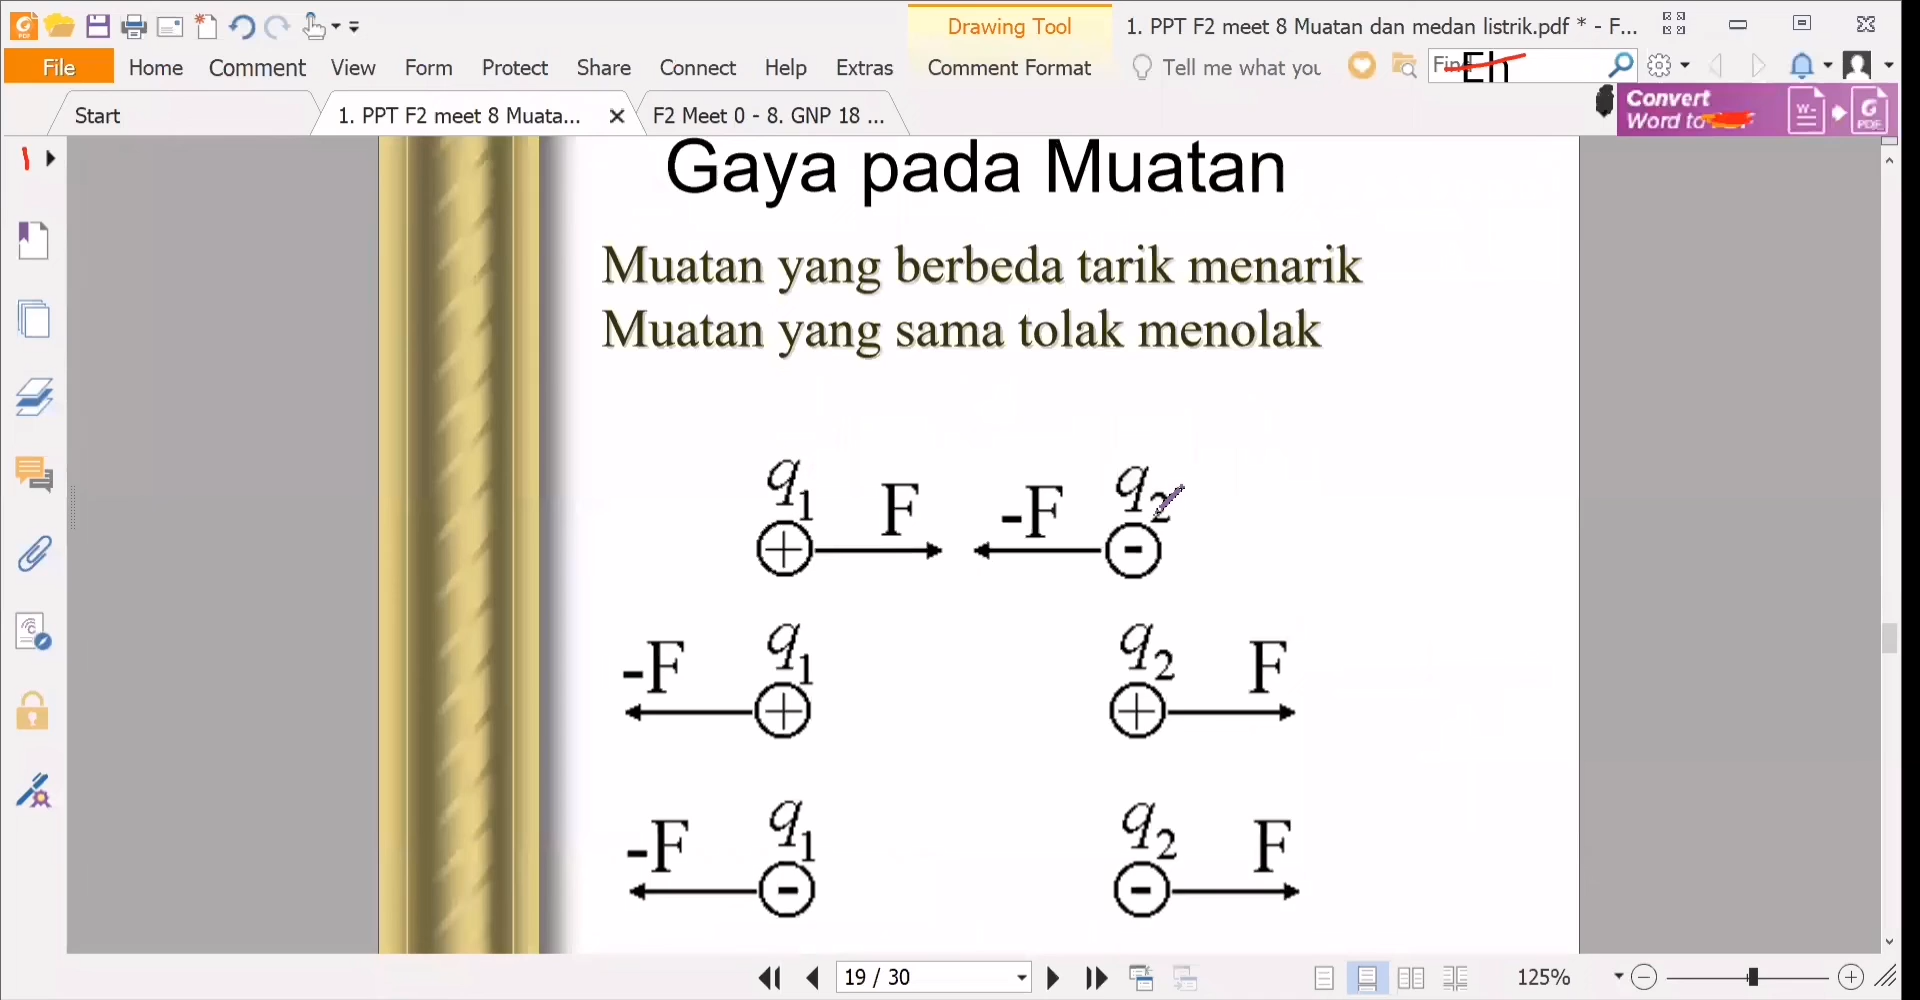 Drawing Tool
1. PPT F2 meet 8 Muatan dan medan listrik.pdf * - F...
File Home Comment View Form Protect Share Connect Help Extras Comment Format Tell me what you Find
Eh
Start
1. PPT F2 meet 8 Muata...
F2 Meet 0 - 8. GNP 18 ...
Convert
Word to
Gaya pada Muatan
Muatan yang berbeda tarik menarik
Muatan yang sama tolak menolak
q1 F -F q2
+ -
-F q1 q2 F
+ +
-F q1 q2 F
- -
19 / 30
125%